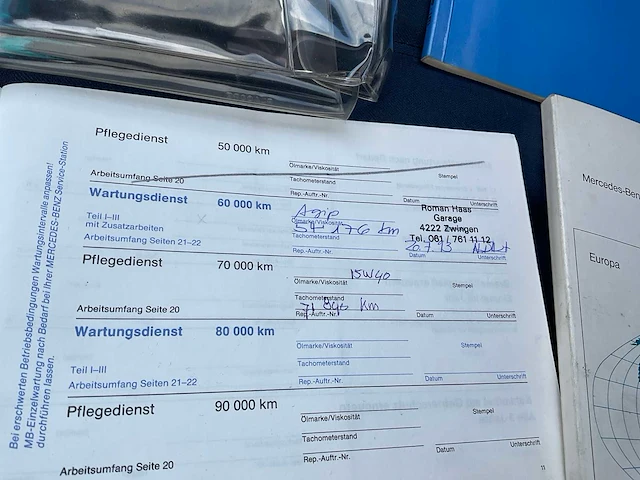 Bei erschwerten Betriebsbedingungen Wartungsintervalle anpassen!
MB-Einzelwartung nach Bedarf bei Ihrer MERCEDES-BENZ Service-Station
durchführen lassen.
Pflegedienst 50 000 km
Ölmarke/Viskosität
Arbeitsumfang Seite 20 Tachometerstand Stempel
Rep.-Auftr.-Nr. Datum Unterschrift
Wartungsdienst 60 000 km Agip Roman Haas
Garage
Teil I–III Ölmarke/Viskosität 4222 Zwingen
mit Zusatzarbeiten 176 km Tel. 061 / 761 11 12
Tachometerstand
Arbeitsumfang Seiten 21–22 Rep.-Auftr.-Nr. Datum Unterschrift
Pflegedienst 70 000 km 15W40
Ölmarke/Viskosität Stempel
Tachometerstand
km
Arbeitsumfang Seite 20 Rep.-Auftr.-Nr. Datum Unterschrift
Wartungsdienst 80 000 km
Ölmarke/Viskosität Stempel
Teil I–III Tachometerstand
Arbeitsumfang Seiten 21–22 Rep.-Auftr.-Nr. Datum Unterschrift
Pflegedienst 90 000 km
Ölmarke/Viskosität Stempel
Tachometerstand
Arbeitsumfang Seite 20 Rep.-Auftr.-Nr. Datum Unterschrift
11
Mercedes-Ben
Europa